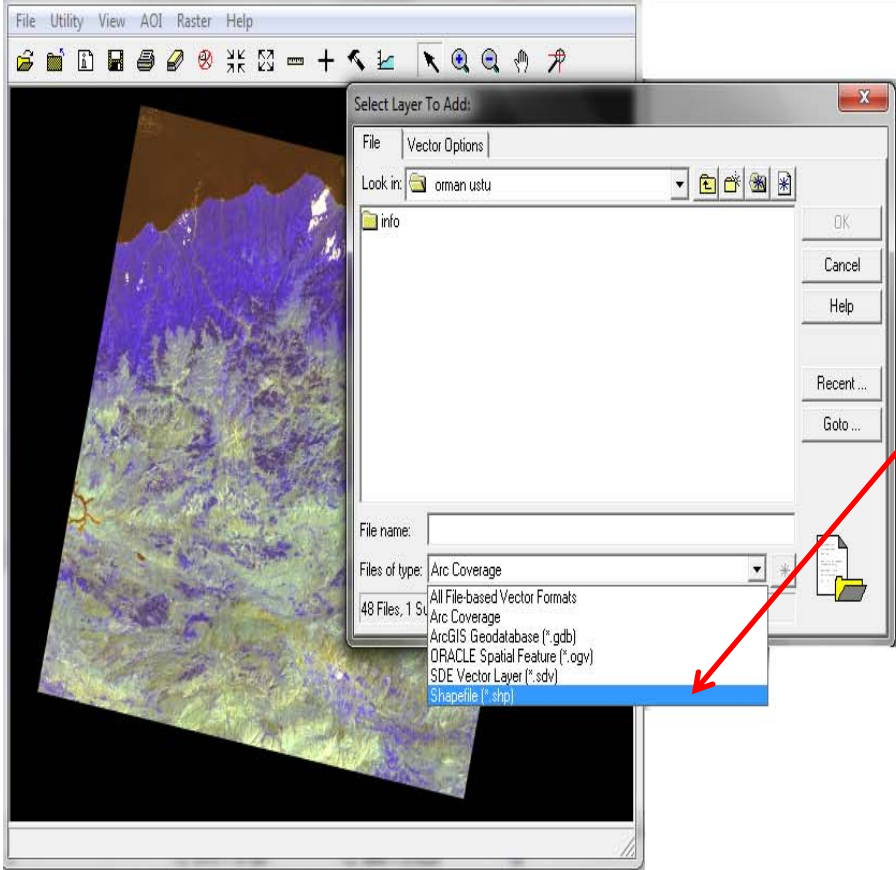 File Utility View AOI Raster Help
Select Layer To Add:
File Vector Options
Look in: orman ustu
info
OK
Cancel
Help
Recent ...
Goto ...
File name:
Files of type: Arc Coverage
48 Files, 1
All File-based Vector Formats
Arc Coverage
ArcGIS Geodatabase (*.gdb)
ORACLE Spatial Feature (*.ogv)
SDE Vector Layer (*.sdv)
Shapefile (*.shp)